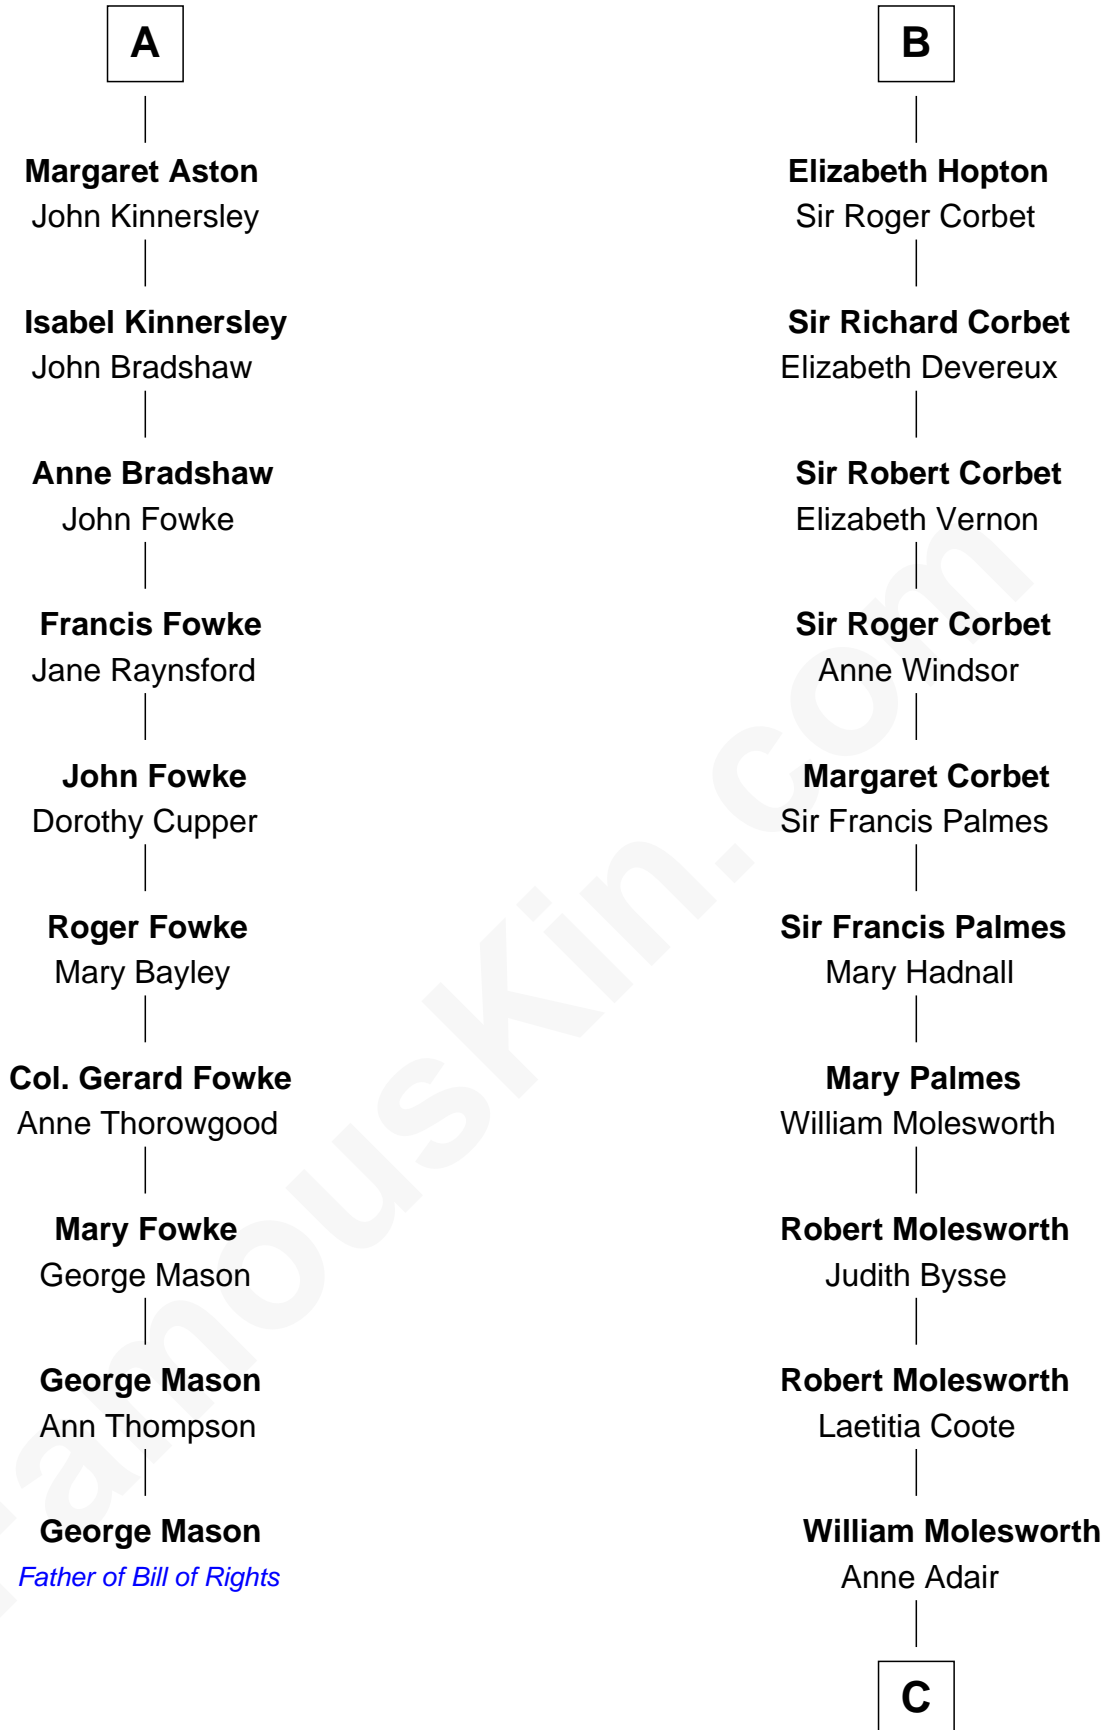 A
Margaret Aston
John Kinnersley
Isabel Kinnersley
John Bradshaw
Anne Bradshaw
John Fowke
Francis Fowke
Jane Raynsford
John Fowke
Dorothy Cupper
Roger Fowke
Mary Bayley
Col. Gerard Fowke
Anne Thorowgood
Mary Fowke
George Mason
George Mason
Ann Thompson
George Mason
Father of Bill of Rights
B
Elizabeth Hopton
Sir Roger Corbet
Sir Richard Corbet
Elizabeth Devereux
Sir Robert Corbet
Elizabeth Vernon
Sir Roger Corbet
Anne Windsor
Margaret Corbet
Sir Francis Palmes
Sir Francis Palmes
Mary Hadnall
Mary Palmes
William Molesworth
Robert Molesworth
Judith Bysse
Robert Molesworth
Laetitia Coote
William Molesworth
Anne Adair
C
FamousKin.com